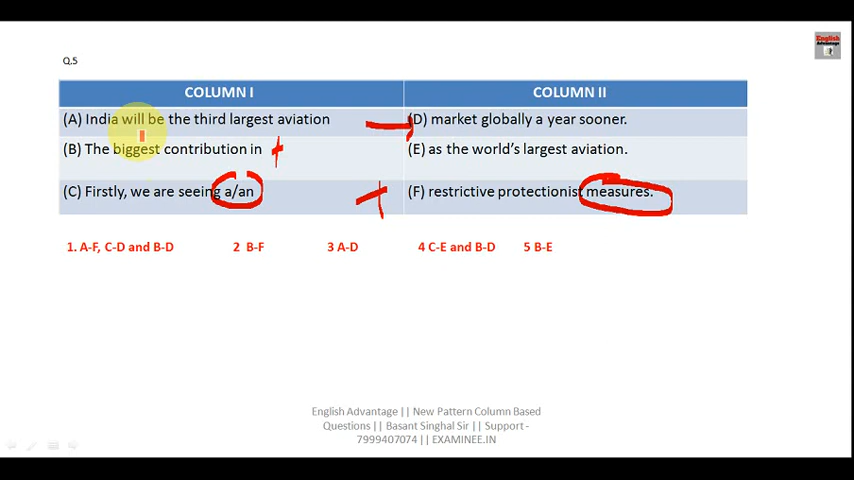 English
Advantage
Q.5
COLUMN I COLUMN II
(A) India will be the third largest aviation (D) market globally a year sooner.
(B) The biggest contribution in (E) as the world's largest aviation.
(C) Firstly, we are seeing a/an (F) restrictive protectionist measures.
1. A-F, C-D and B-D 2 B-F 3 A-D 4 C-E and B-D 5 B-E
English Advantage || New Pattern Column Based
Questions || Basant Singhal Sir || Support -
7999407074 || EXAMINEE.IN